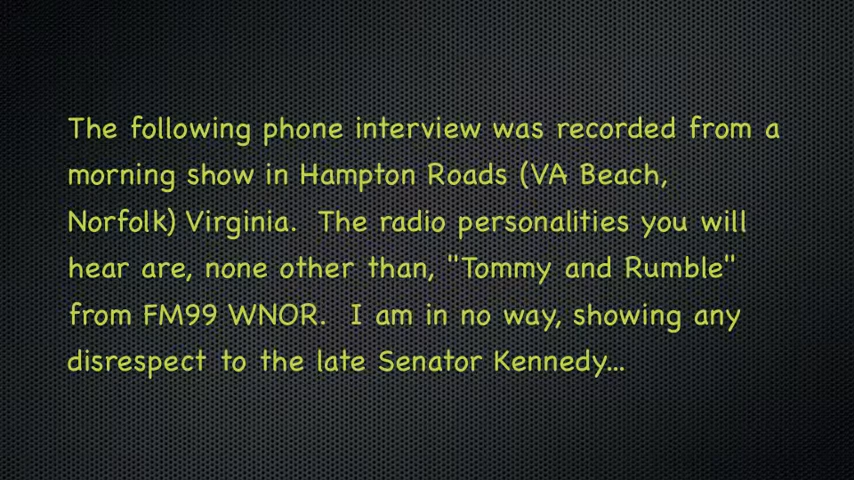 The following phone interview was recorded from a
morning show in Hampton Roads (VA Beach,
Norfolk) Virginia.  The radio personalities you will
hear are, none other than, "Tommy and Rumble"
from FM99 WNOR.  I am in no way, showing any
disrespect to the late Senator Kennedy...